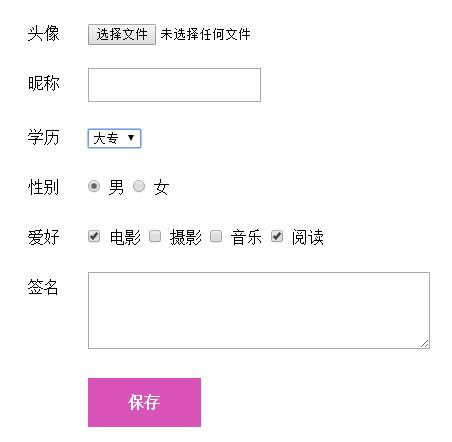 头像 选择文件 未选择任何文件
昵称
学历 大专
性别 男 女
爱好 电影 摄影 音乐 阅读
签名
保存